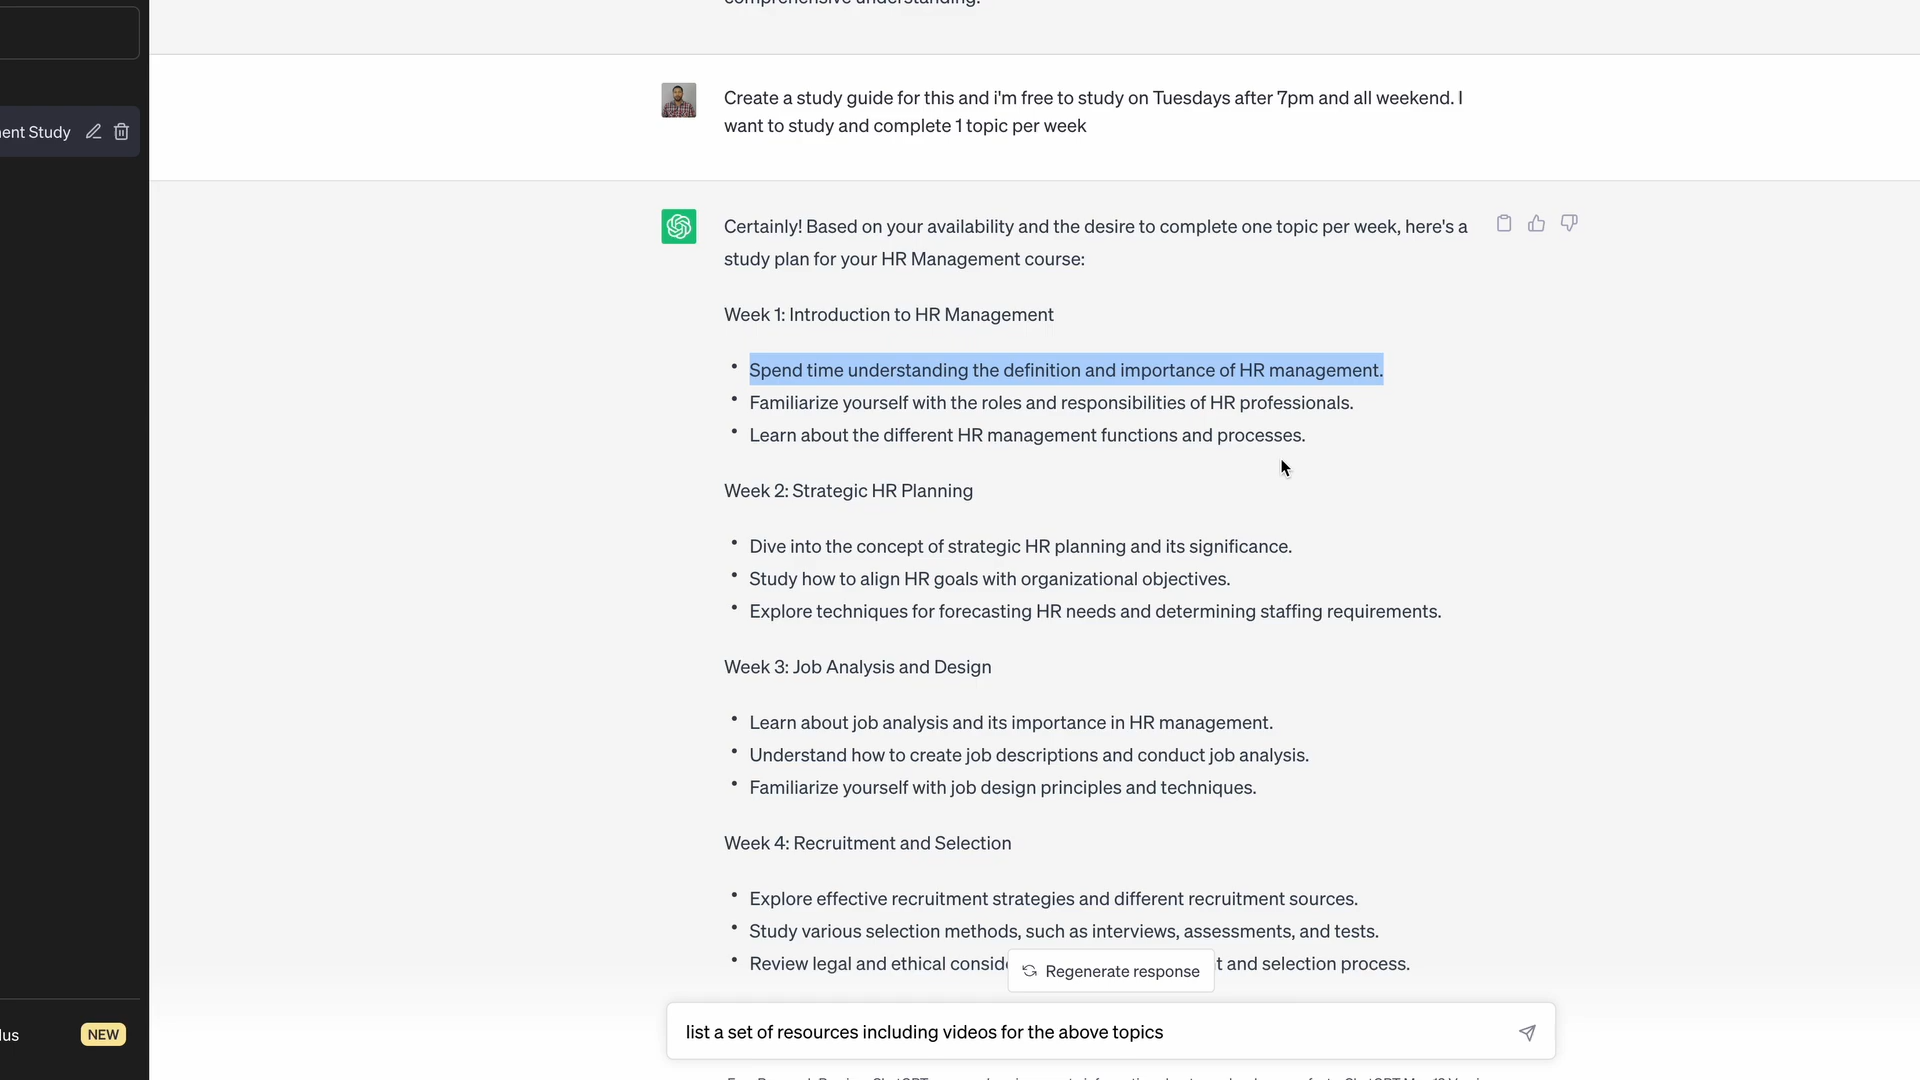 comprehensive understanding.
Create a study guide for this and i'm free to study on Tuesdays after 7pm and all weekend. I
want to study and complete 1 topic per week
ent Study
Certainly! Based on your availability and the desire to complete one topic per week, here's a
study plan for your HR Management course:
Week 1: Introduction to HR Management
• Spend time understanding the definition and importance of HR management.
• Familiarize yourself with the roles and responsibilities of HR professionals.
• Learn about the different HR management functions and processes.
Week 2: Strategic HR Planning
• Dive into the concept of strategic HR planning and its significance.
• Study how to align HR goals with organizational objectives.
• Explore techniques for forecasting HR needs and determining staffing requirements.
Week 3: Job Analysis and Design
• Learn about job analysis and its importance in HR management.
• Understand how to create job descriptions and conduct job analysis.
• Familiarize yourself with job design principles and techniques.
Week 4: Recruitment and Selection
• Explore effective recruitment strategies and different recruitment sources.
• Study various selection methods, such as interviews, assessments, and tests.
• Review legal and ethical conside
t and selection process.
Regenerate response
list a set of resources including videos for the above topics
lus
NEW